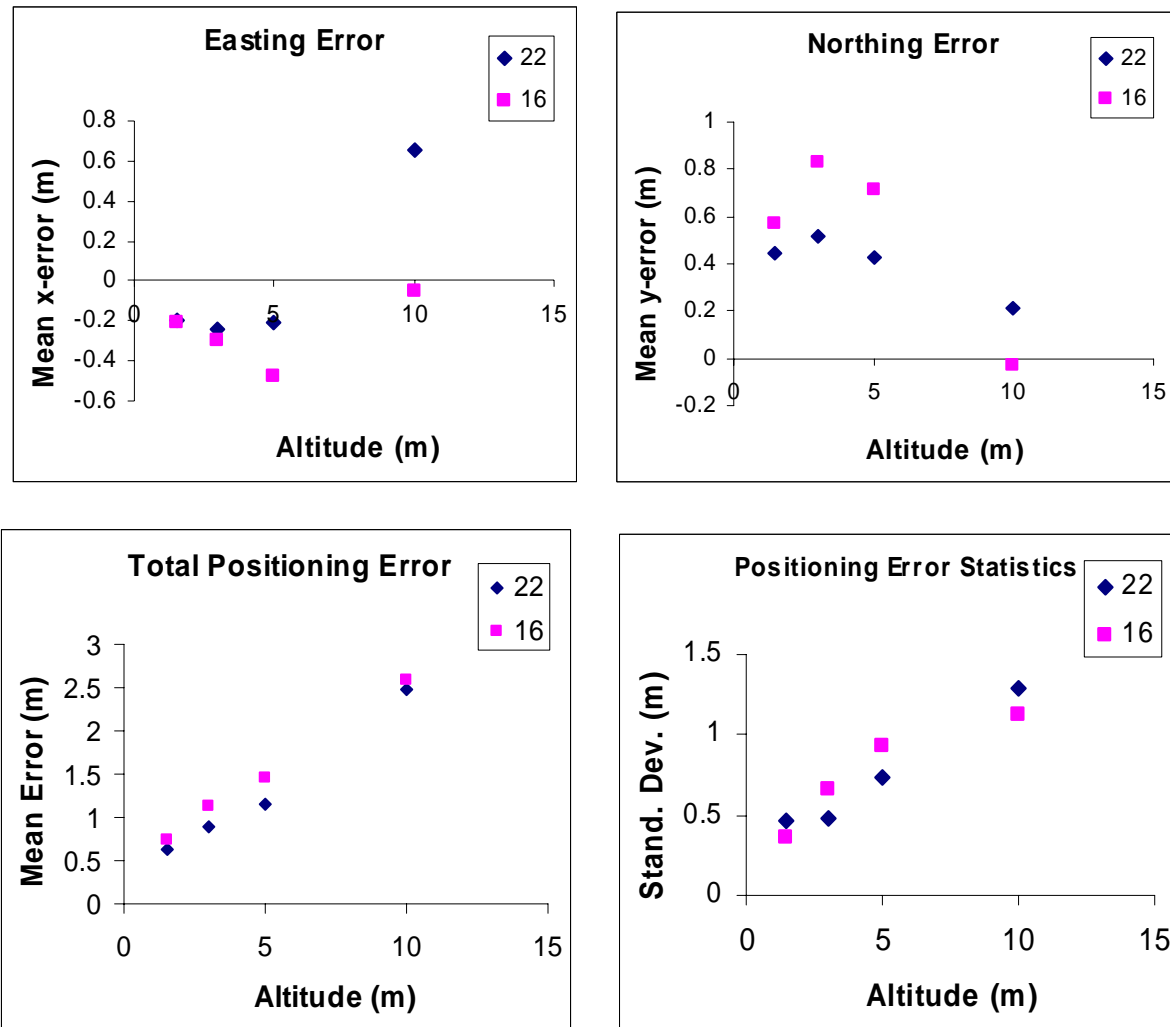 Easting Error
22
16
Mean x-error (m)
0.8
0.6
0.4
0.2
0
-0.2
-0.4
-0.6
0 5 10 15
Altitude (m)
Northing Error
22
16
Mean y-error (m)
1
0.8
0.6
0.4
0.2
0
-0.2
0 5 10 15
Altitude (m)
Total Positioning Error
22
16
Mean Error (m)
3
2.5
2
1.5
1
0.5
0
0 5 10 15
Altitude (m)
Positioning Error Statistics
22
16
Stand. Dev. (m)
1.5
1
0.5
0
0 5 10 15
Altitude (m)